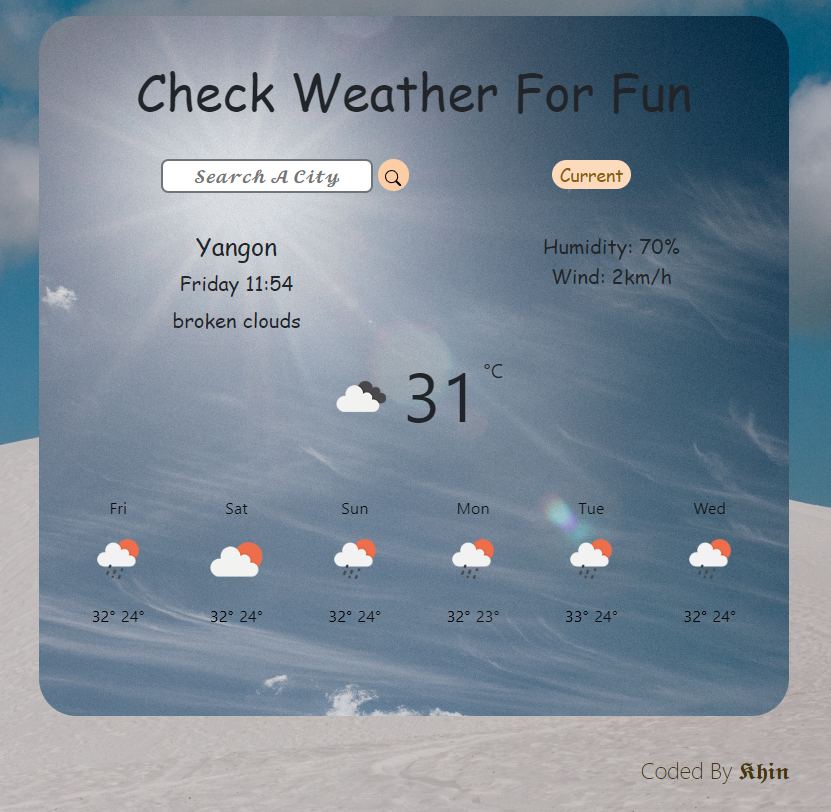 Check Weather For Fun
Search A City
Current
Yangon
Friday 11:54
broken clouds
Humidity: 70%
Wind: 2km/h
31 °C
Fri Sat Sun Mon Tue Wed
32° 24° 32° 24° 32° 24° 32° 23° 33° 24° 32° 24°
Coded By Khin